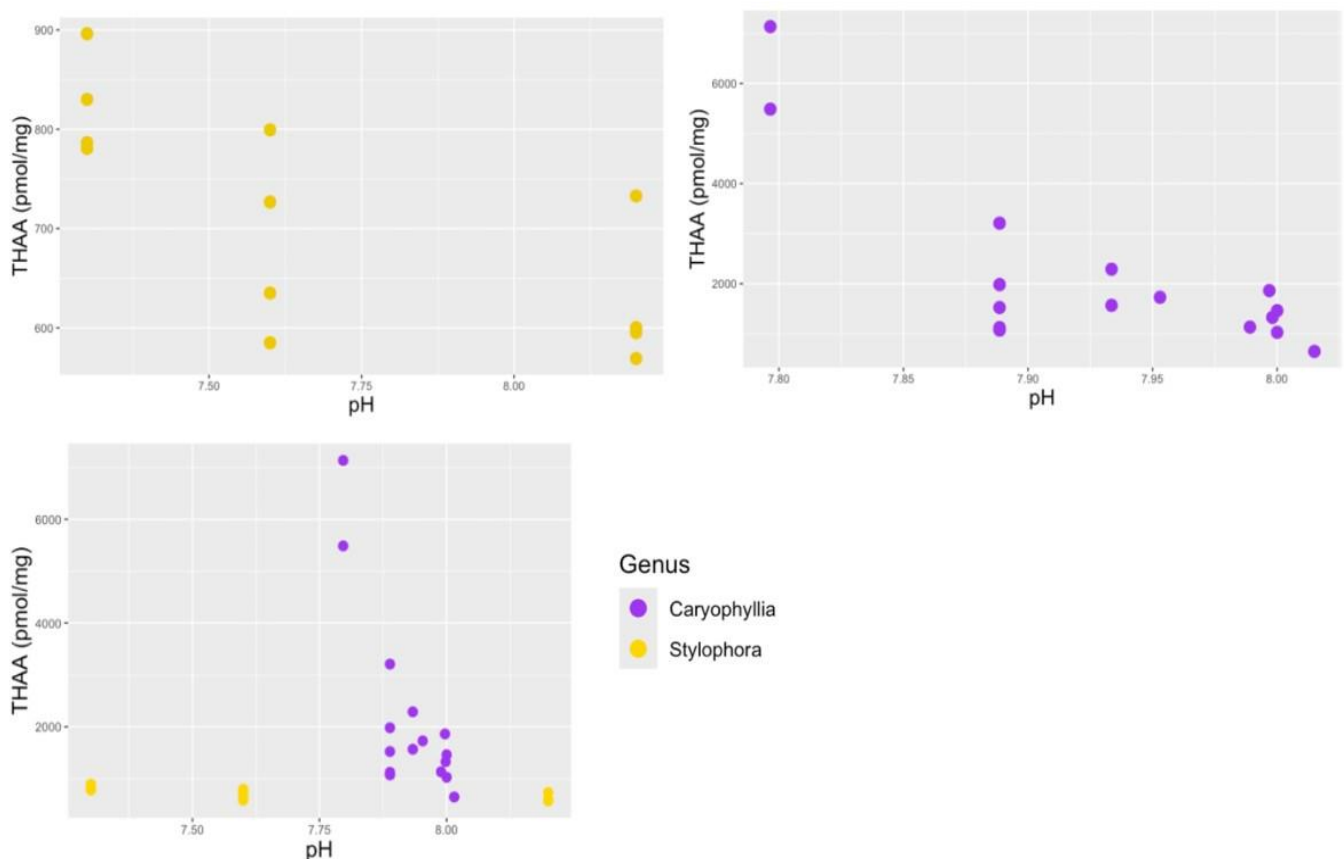 900
800
700
600
THAA (pmol/mg)
7.50 7.75 8.00
pH
6000
4000
2000
THAA (pmol/mg)
7.80 7.85 7.90 7.95 8.00
pH
6000
4000
2000
THAA (pmol/mg)
7.50 7.75 8.00
pH
Genus
Caryophyllia
Stylophora